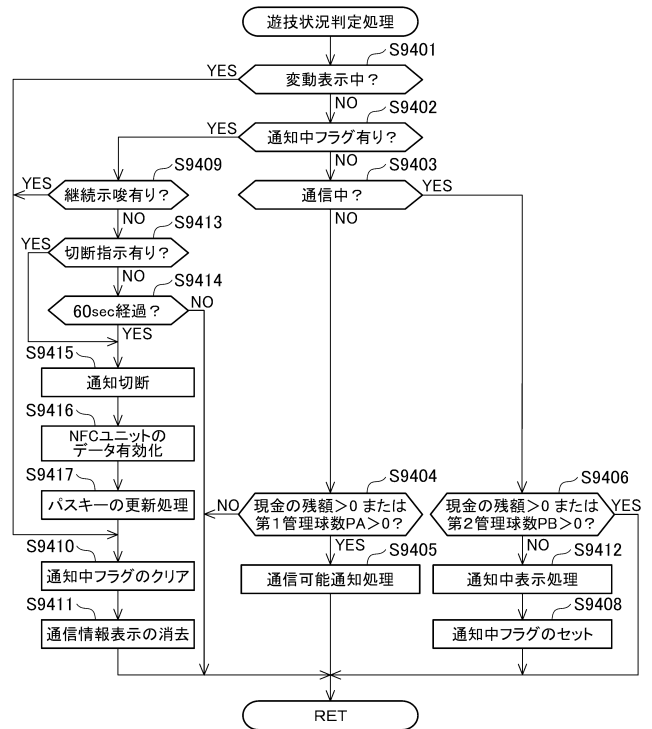 遊技状況判定処理
S9401
変動表示中？
YES
NO
S9402
通知中フラグ有り？
YES
NO
S9409
継続示唆有り？
YES
NO
S9403
通信中？
YES
NO
S9413
切断指示有り？
YES
NO
S9414
60sec経過？
NO
YES
S9415
通知切断
S9416
NFCユニットの
データ有効化
S9417
パスキーの更新処理
S9404
現金の残額＞0 または
第1管理球数PA＞0？
NO
YES
S9406
現金の残額＞0 または
第2管理球数PB＞0？
YES
NO
S9410
通知中フラグのクリア
S9405
通信可能通知処理
S9412
通知中表示処理
S9411
通信情報表示の消去
S9408
通知中フラグのセット
RET